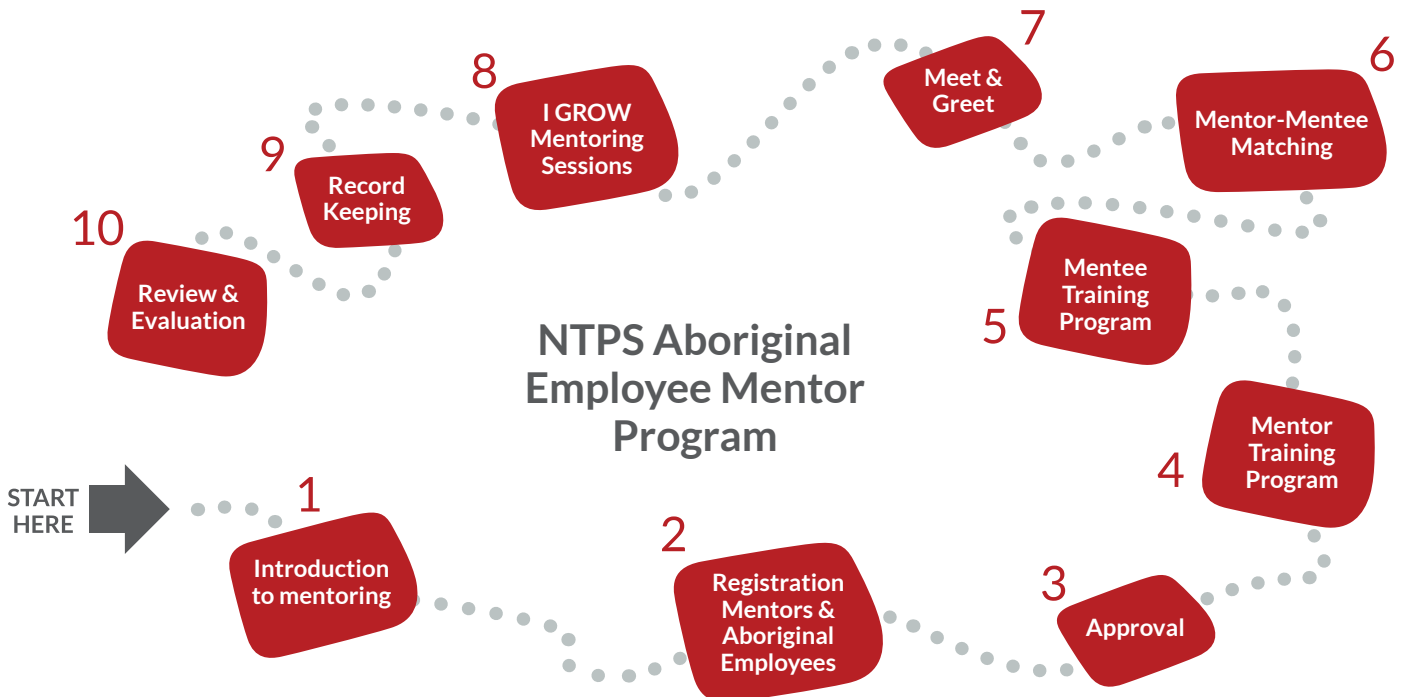 START
HERE
1
Introduction
to mentoring
2
Registration
Mentors &
Aboriginal
Employees
3
Approval
4
Mentor
Training
Program
5
Mentee
Training
Program
6
Mentor-Mentee
Matching
7
Meet &
Greet
8
I GROW
Mentoring
Sessions
9
Record
Keeping
10
Review &
Evaluation
NTPS Aboriginal
Employee Mentor
Program